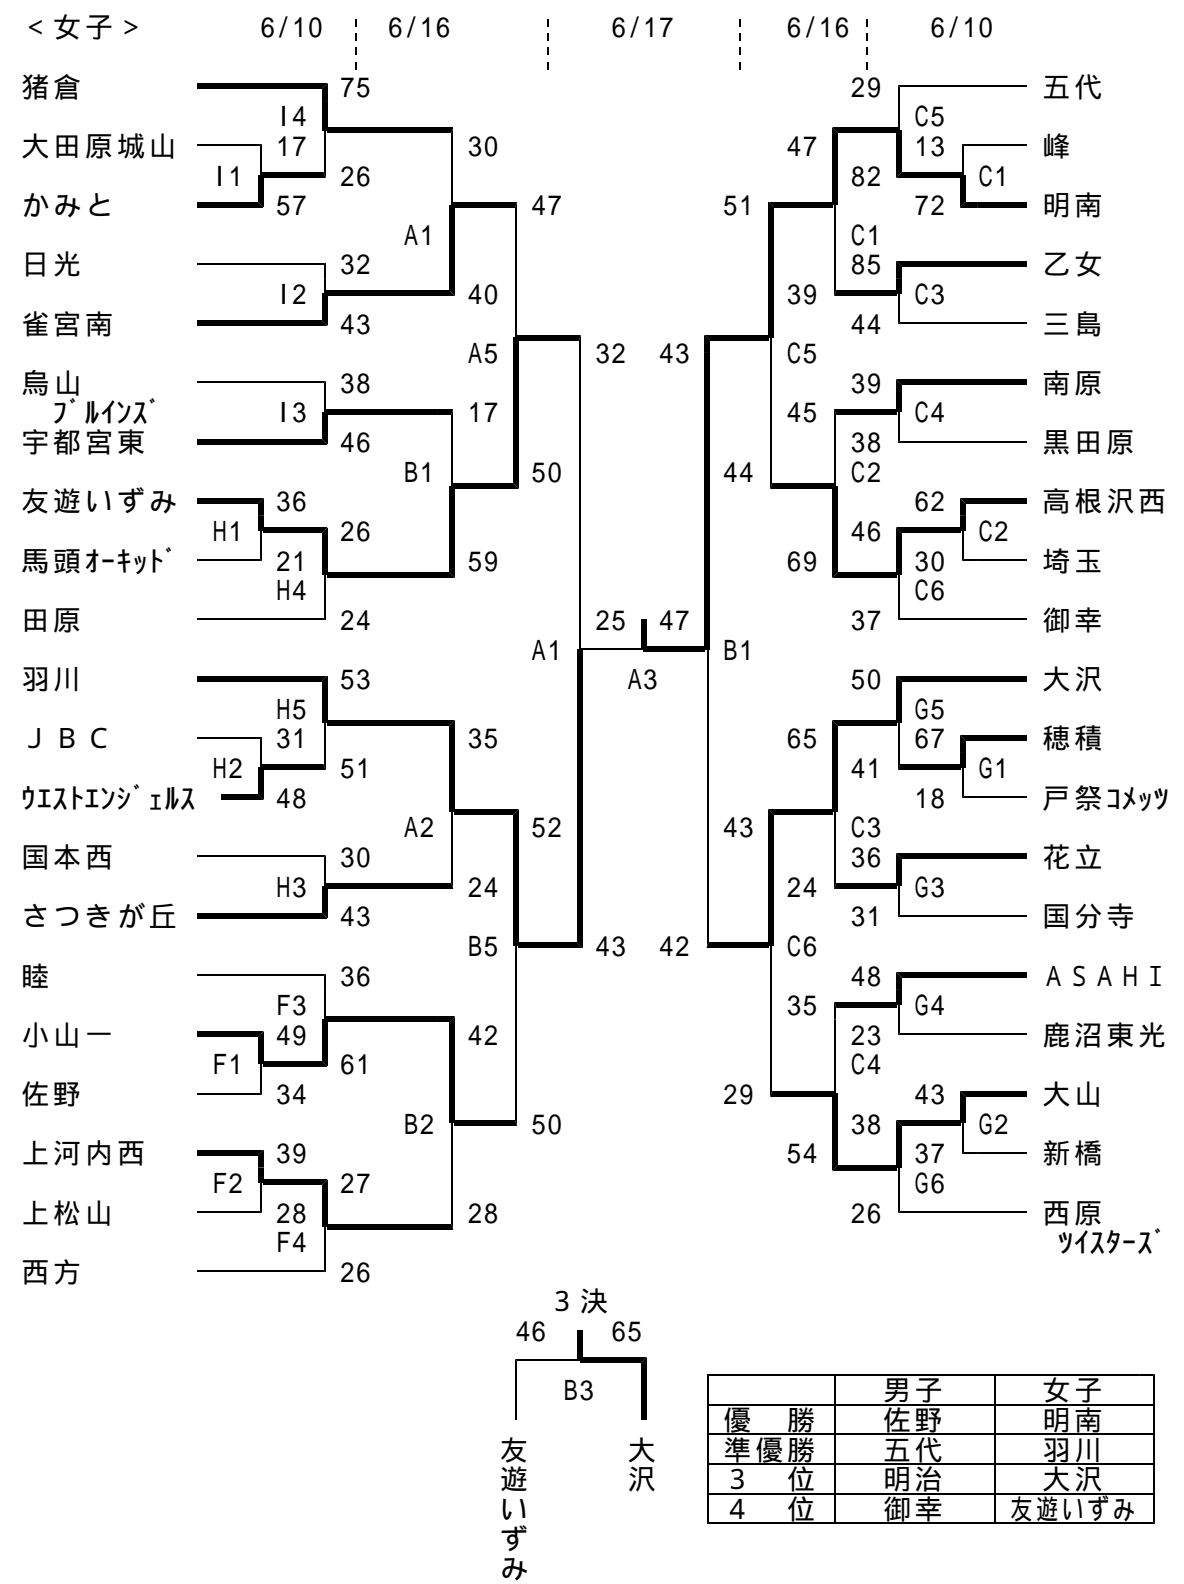 ＜女子＞ 6/10 6/16 6/17 6/16 6/10
猪倉 75 29 五代
I4 C5
大田原城山 17 30 47 13 峰
I1 26 82 C1
かみと 57 47 51 72 明南
A1 C1
日光 32 85 乙女
I2 40 39 C3
雀宮南 43 44 三島
A5 32 43 C5
烏山 38 39 南原
ﾌﾞﾙｲﾝｽﾞ I3 17 45 C4
宇都宮東 46 38 黒田原
B1 50 44 C2
友遊いずみ 36 62 高根沢西
H1 26 46 C2
馬頭ｵｰｷｯﾄﾞ 21 59 69 30 埼玉
H4 C6
田原 24 25 47 37 御幸
A1 B1
羽川 53 A3 50 大沢
H5 G5
ＪＢＣ 31 35 65 67 穂積
H2 51 41 G1
ｳｴｽﾄｴﾝｼﾞｪﾙｽ 48 18 戸祭ｺﾒｯﾂ
A2 52 43 C3
国本西 30 36 花立
H3 24 24 G3
さつきが丘 43 31 国分寺
B5 43 42 C6
睦 36 48 ＡＳＡＨＩ
F3 35 G4
小山一 49 42 23 鹿沼東光
F1 61 C4
佐野 34 29 43 大山
B2 50 38 G2
上河内西 39 54 37 新橋
F2 27 G6
上松山 28 28 26 西原
F4 ﾂｲｽﾀｰｽﾞ
西方 26
３決
46 65
B3
友遊いずみ
大沢
男子 女子
優　勝 佐野 明南
準優勝 五代 羽川
３　位 明治 大沢
４　位 御幸 友遊いずみ